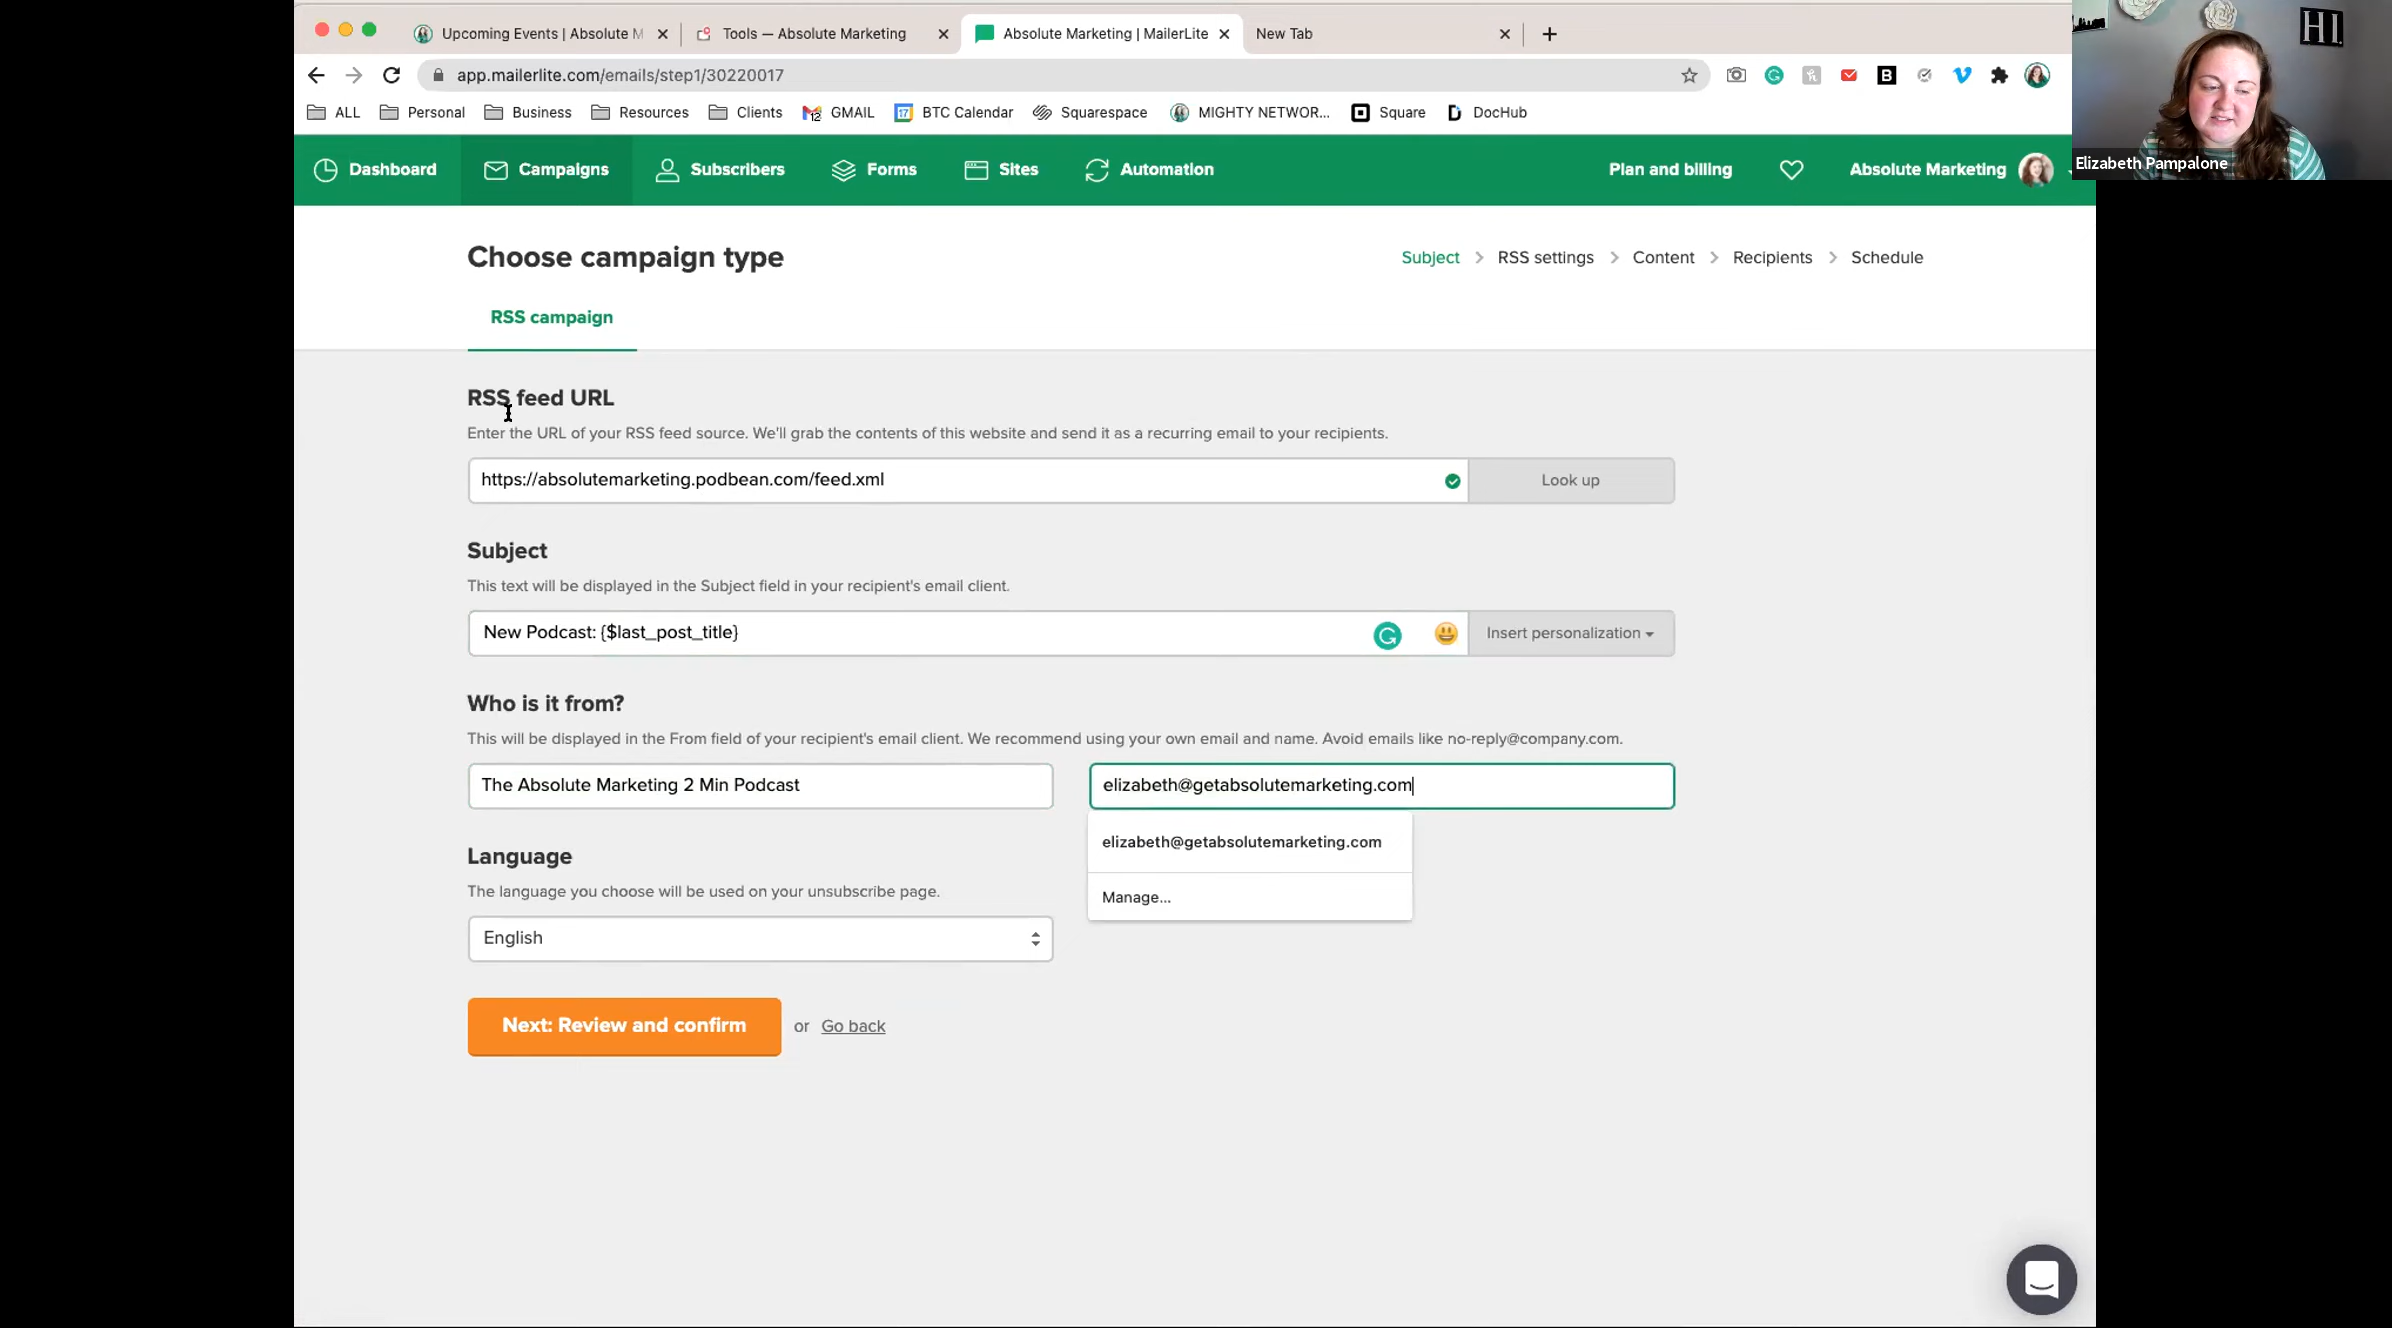 Upcoming Events | Absolute M
Tools — Absolute Marketing
Absolute Marketing | MailerLite
New Tab
app.mailerlite.com/emails/step1/30220017
ALL
Personal
Business
Resources
Clients
12
GMAIL
17
BTC Calendar
Squarespace
MIGHTY NETWOR...
Square
DocHub
B
HI.
Elizabeth Pampalone
Dashboard
Campaigns
Subscribers
Forms
Sites
Automation
Plan and billing
Absolute Marketing
Choose campaign type
Subject > RSS settings > Content > Recipients > Schedule
RSS campaign
RSS feed URL
Enter the URL of your RSS feed source. We'll grab the contents of this website and send it as a recurring email to your recipients.
https://absolutemarketing.podbean.com/feed.xml
Look up
Subject
This text will be displayed in the Subject field in your recipient's email client.
New Podcast: {$last_post_title}
Insert personalization
Who is it from?
This will be displayed in the From field of your recipient's email client. We recommend using your own email and name. Avoid emails like no-reply@company.com.
The Absolute Marketing 2 Min Podcast
elizabeth@getabsolutemarketing.com
elizabeth@getabsolutemarketing.com
Manage...
Language
The language you choose will be used on your unsubscribe page.
English
Next: Review and confirm
or Go back